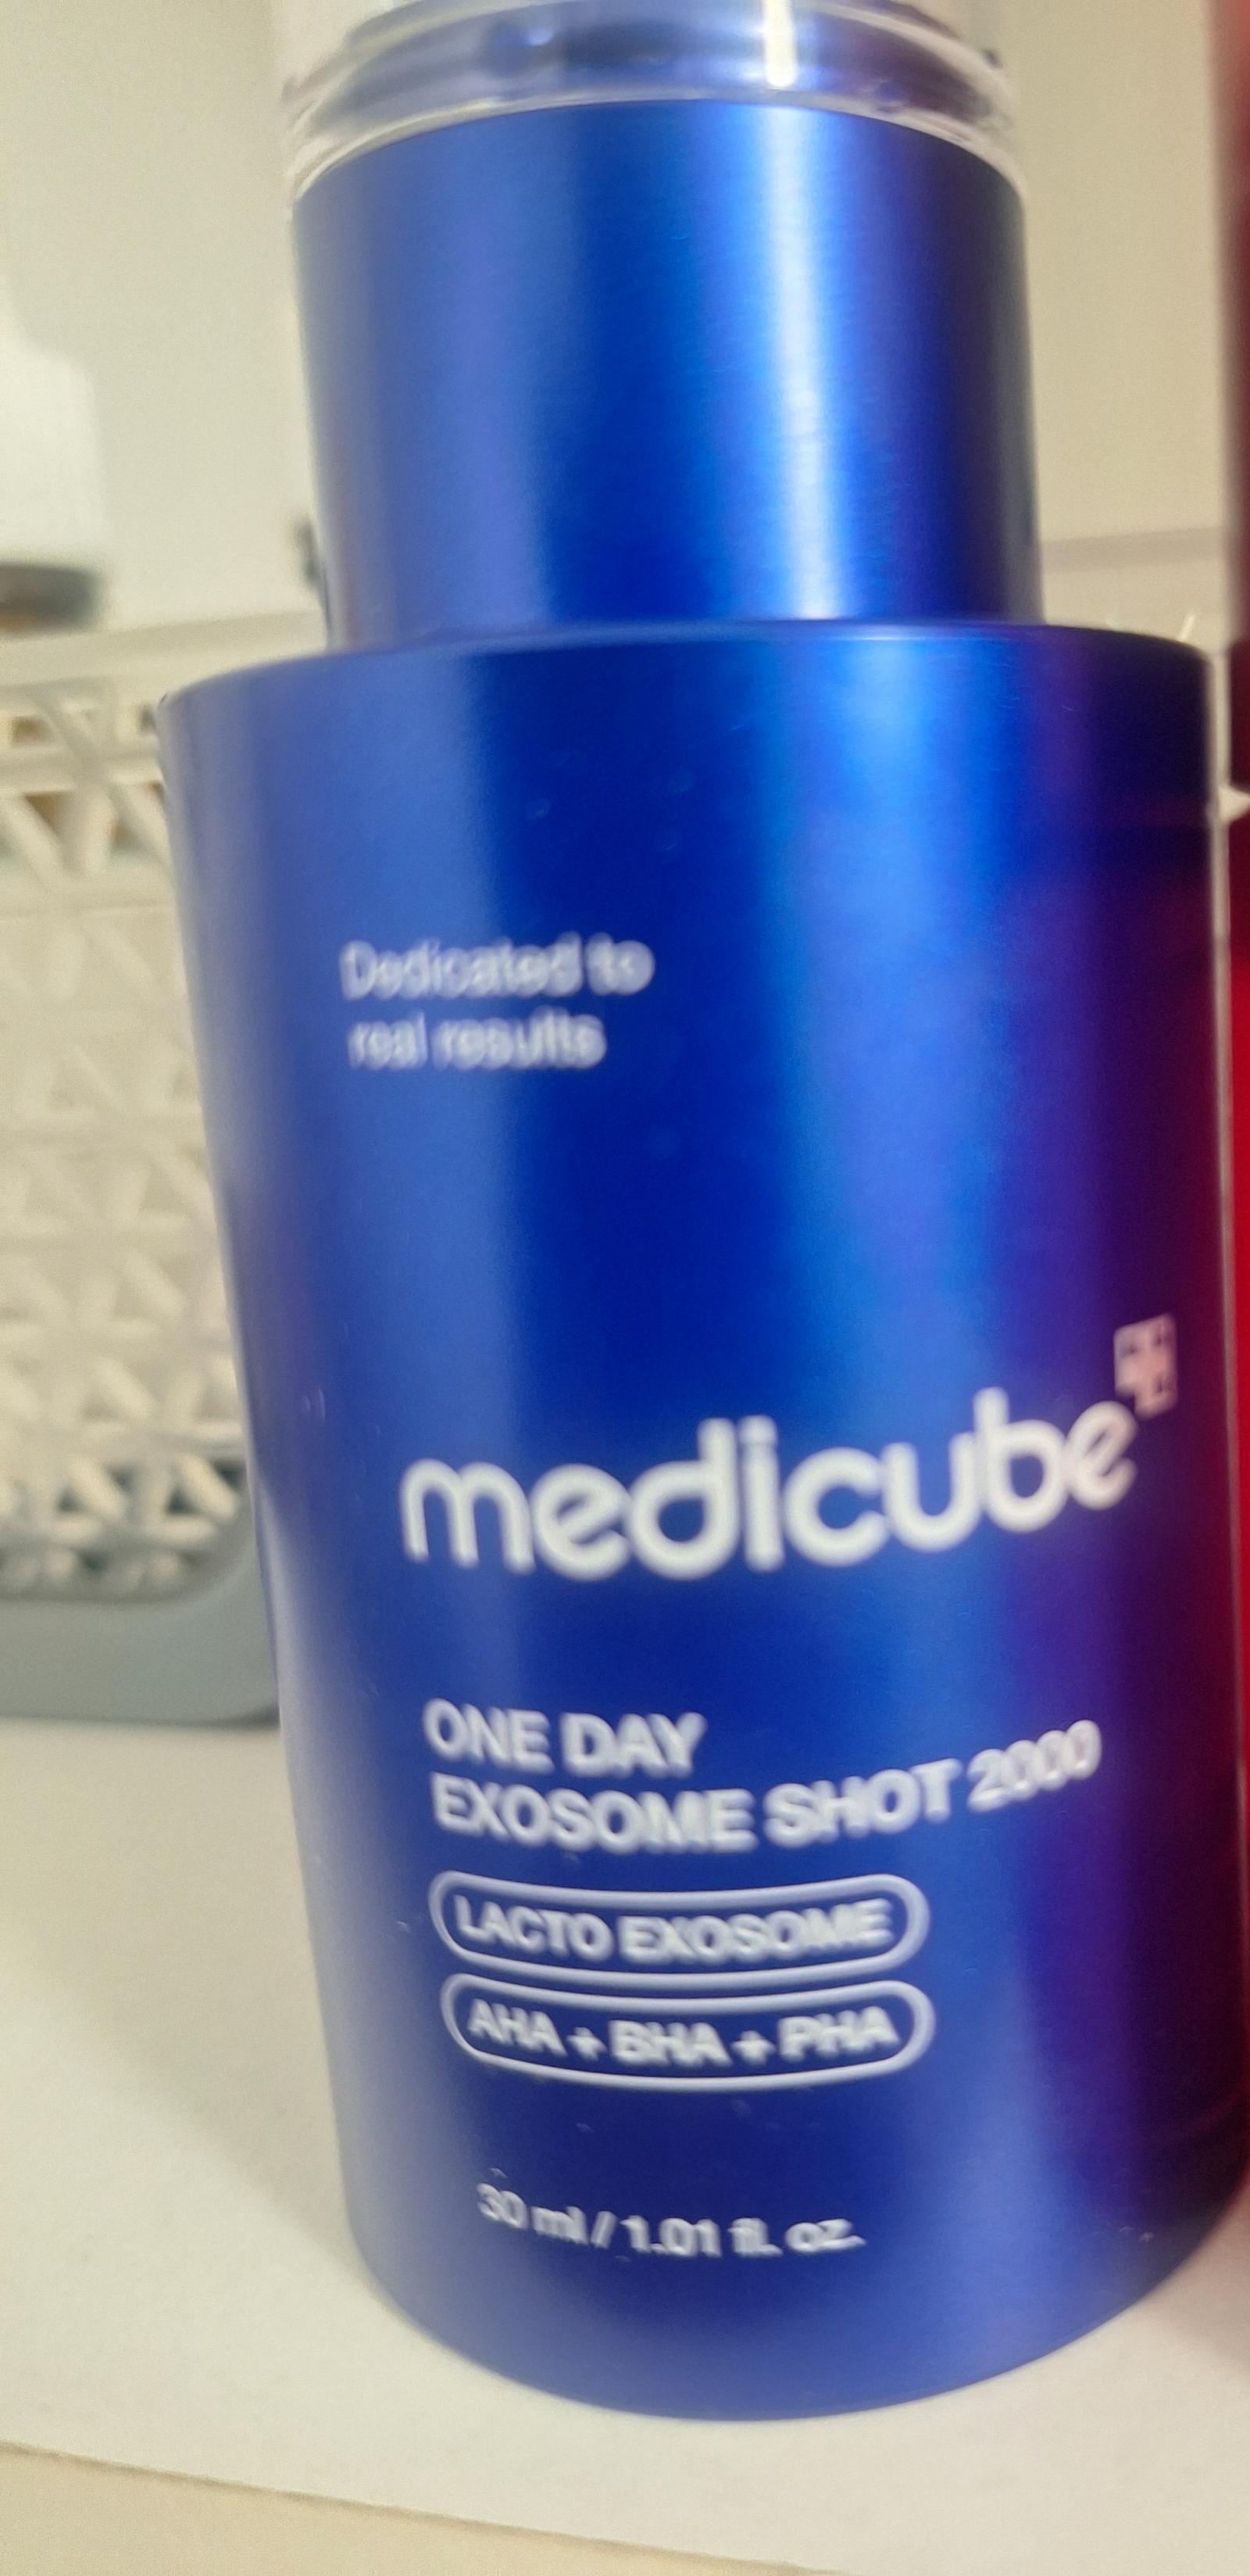 Dedicated to
real results
medicube
ONE DAY
EXOSOME SHOT 2000
LACTO EXOSOME
AHA + BHA + PHA
30 ml / 1.01 fl. oz.